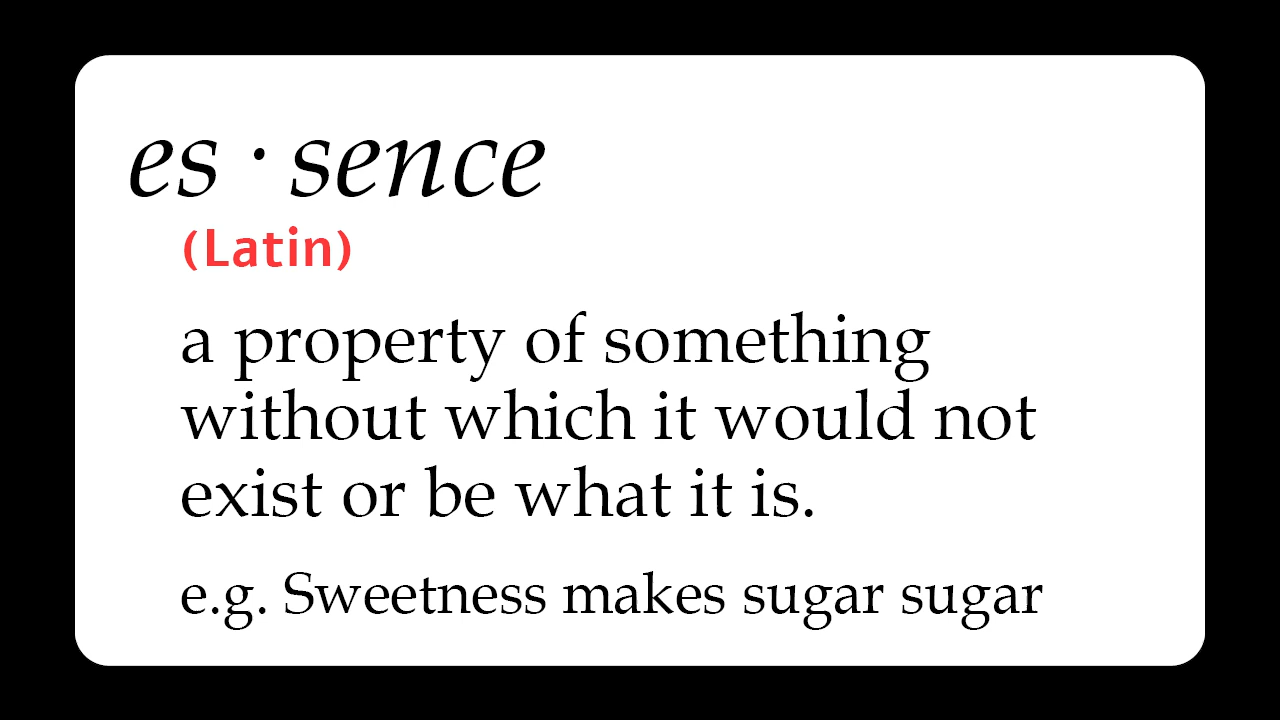 es · sence
(Latin)
a property of something
without which it would not
exist or be what it is.
e.g. Sweetness makes sugar sugar